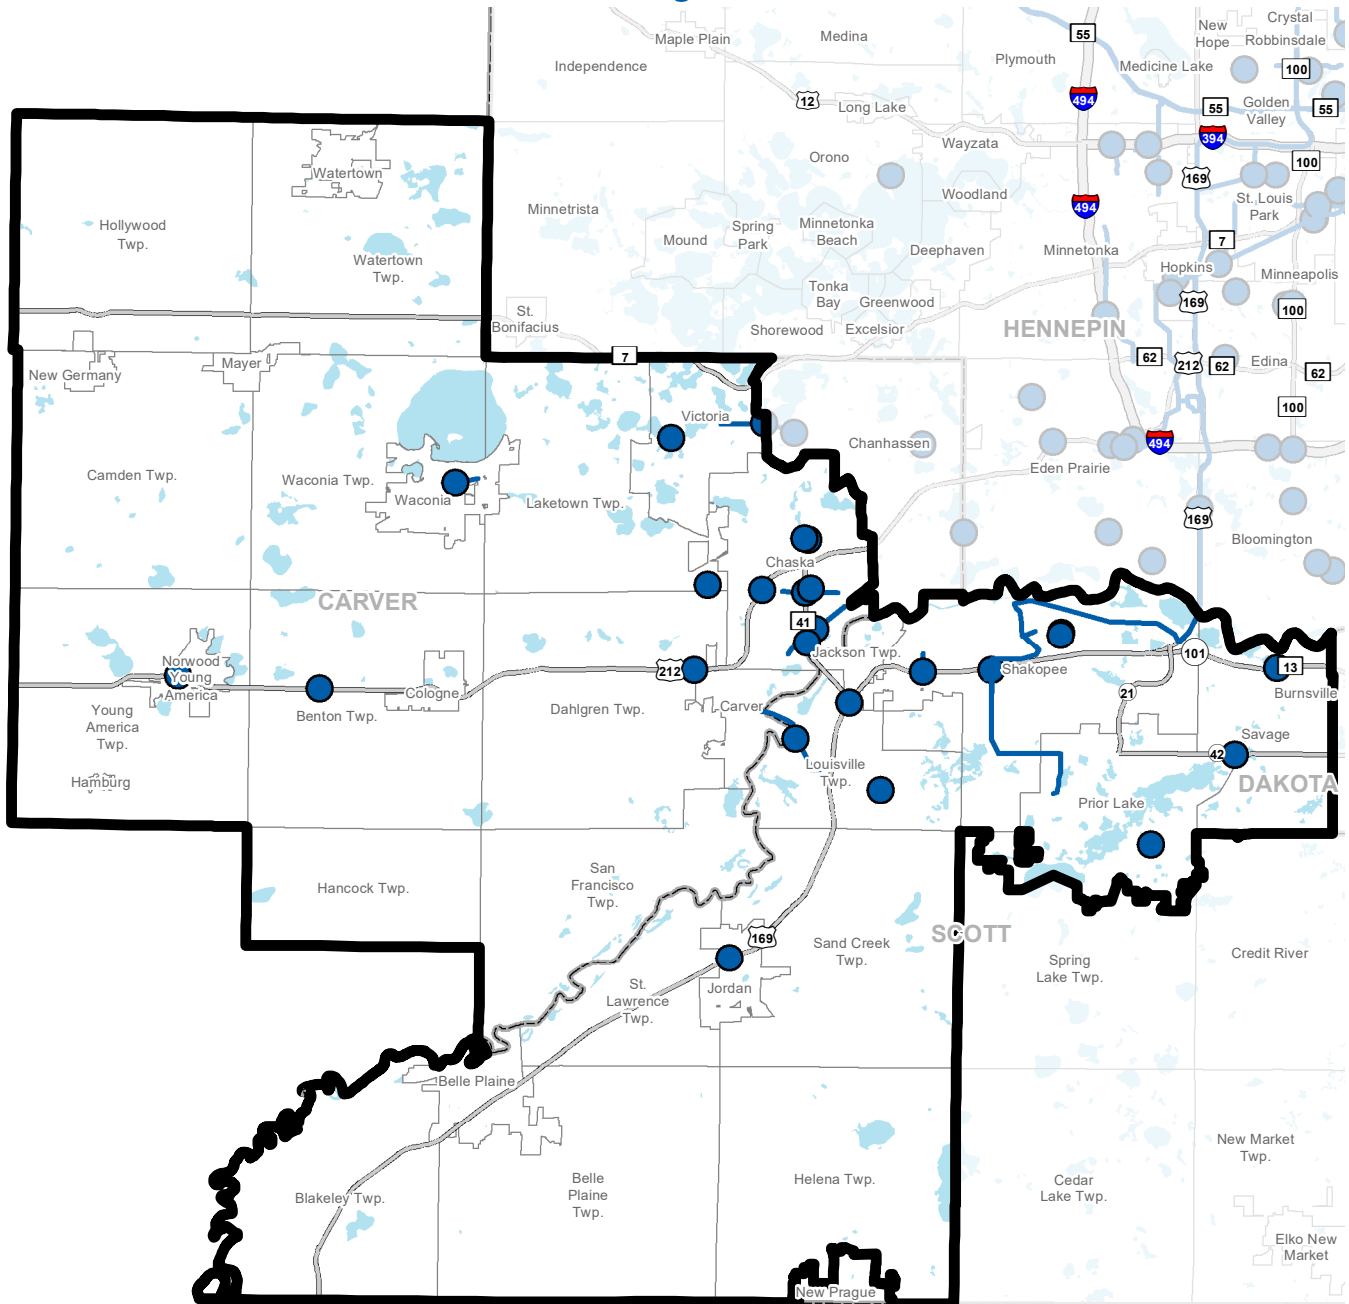 Crystal
New
Hope
Robbinsdale
Maple Plain
Medina
55
Plymouth
Independence
Medicine Lake
100
494
12
Long Lake
55
Golden
Valley
55
394
Wayzata
Orono
100
Watertown
169
Woodland
494
St. Louis
Park
Minnetrista
Hollywood
Twp.
Spring
Park
Minnetonka
Beach
Mound
Deephaven
Minnetonka
7
Watertown
Twp.
Hopkins
Minneapolis
Tonka
Bay
Greenwood
169
100
St.
Bonifacius
Shorewood
Excelsior
HENNEPIN
7
62
212
62
Edina
62
New Germany
Mayer
100
Victoria
Chanhassen
494
Eden Prairie
Camden Twp.
Waconia Twp.
Waconia
Laketown Twp.
169
Bloomington
Chaska
CARVER
41
Jackson Twp.
101
Norwood
Young
America
212
Shakopee
13
Burnsville
Cologne
21
Young
America
Twp.
Benton Twp.
Dahlgren Twp.
Carver
Savage
42
Louisville
Twp.
Hamburg
DAKOTA
Prior Lake
San
Francisco
Twp.
Hancock Twp.
SCOTT
169
Sand Creek
Twp.
Credit River
Spring
Lake Twp.
St.
Lawrence
Twp.
Jordan
Belle Plaine
New Market
Twp.
Belle
Plaine
Twp.
Helena Twp.
Cedar
Lake Twp.
Blakeley Twp.
Elko New
Market
New Prague